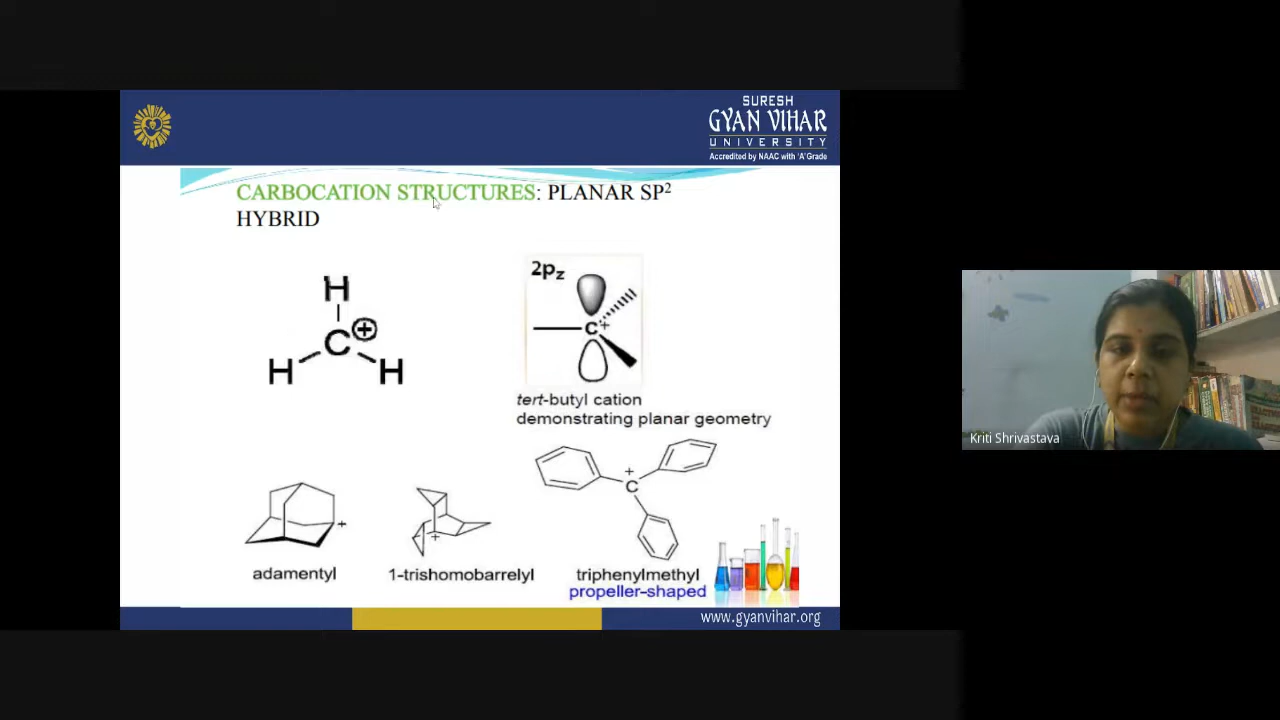 SURESH
GYAN VIHAR
UNIVERSITY
Accredited by NAAC with 'A' Grade
CARBOCATION STRUCTURES: PLANAR SP²
HYBRID
H
C⊕
H H
2pz
C+
tert-butyl cation
demonstrating planar geometry
+
C
+
+
adamentyl
1-trishomobarrelyl
triphenylmethyl
propeller-shaped
www.gyanvihar.org
Kriti Shrivastava